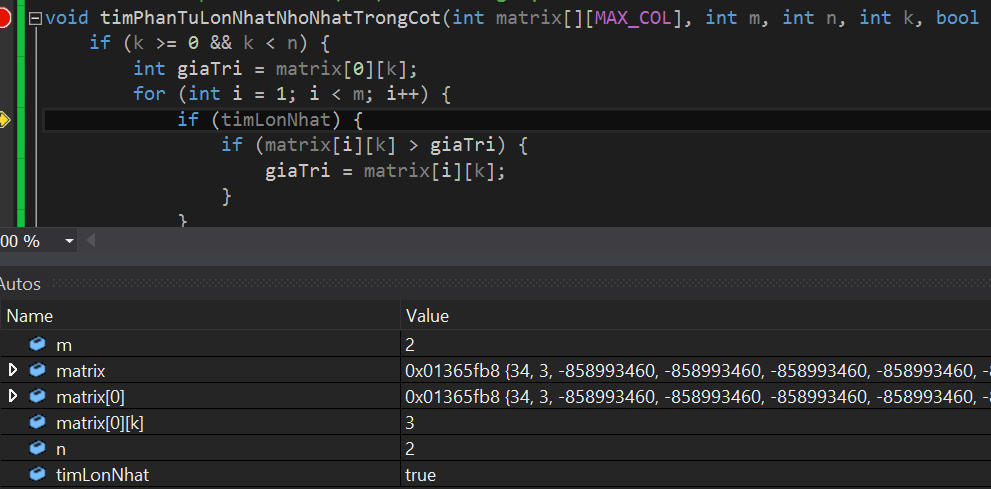 void timPhanTuLonNhatNhoNhatTrongCot(int matrix[][MAX_COL], int m, int n, int k, bool
if (k >= 0 && k < n) {
int giaTri = matrix[0][k];
for (int i = 1; i < m; i++) {
if (timLonNhat) {
if (matrix[i][k] > giaTri) {
giaTri = matrix[i][k];
}
}
00 %
Autos
Name Value
m 2
matrix 0x01365fb8 {34, 3, -858993460, -858993460, -858993460, -858993460, -8
matrix[0] 0x01365fb8 {34, 3, -858993460, -858993460, -858993460, -858993460, -8
matrix[0][k] 3
n 2
timLonNhat true